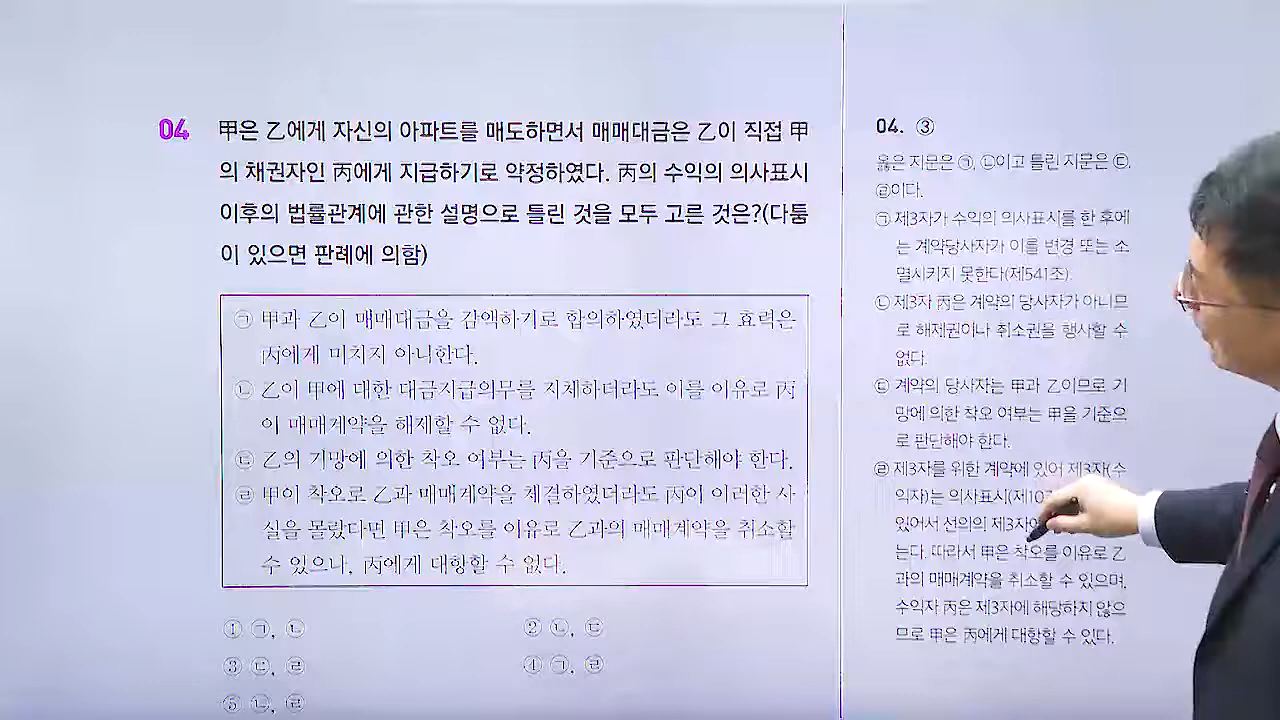 04 甲은 乙에게 자신의 아파트를 매도하면서 매매대금은 乙이 직접 甲
의 채권자인 丙에게 지급하기로 약정하였다. 丙의 수익의 의사표시
이후의 법률관계에 관한 설명으로 틀린 것을 모두 고른 것은?(다툼
이 있으면 판례에 의함)
㉠ 甲과 乙이 매매대금을 감액하기로 합의하였더라도 그 효력은
丙에게 미치지 아니한다.
㉡ 乙이 甲에 대한 대금지급의무를 지체하더라도 이를 이유로 丙
이 매매계약을 해제할 수 없다.
㉢ 乙의 기망에 의한 착오 여부는 丙을 기준으로 판단해야 한다.
㉣ 甲이 착오로 乙과 매매계약을 체결하였더라도 丙이 이러한 사
실을 몰랐다면 甲은 착오를 이유로 乙과의 매매계약을 취소할
수 있으나, 丙에게 대항할 수 없다.
① ㉠, ㉡
② ㉡, ㉢
③ ㉢, ㉣
④ ㉠, ㉣
⑤ ㉡, ㉣
04. ③
옳은 지문은 ㉠, ㉡이고 틀린 지문은 ㉢,
㉣이다.
㉠ 제3자가 수익의 의사표시를 한 후에
는 계약당사자가 이를 변경 또는 소
멸시키지 못한다(제541조).
㉡ 제3자 丙은 계약의 당사자가 아니므
로 해제권이나 취소권을 행사할 수
없다.
㉢ 계약의 당사자는 甲과 乙이므로 기
망에 의한 착오 여부는 甲을 기준으
로 판단해야 한다.
㉣ 제3자를 위한 계약에 있어 제3자(수
익자)는 의사표시(제10
있어서 선의의 제3자에
는다. 따라서 甲은 착오를 이유로 乙
과의 매매계약을 취소할 수 있으며,
수익자 丙은 제3자에 해당하지 않으
므로 甲은 丙에게 대항할 수 있다.